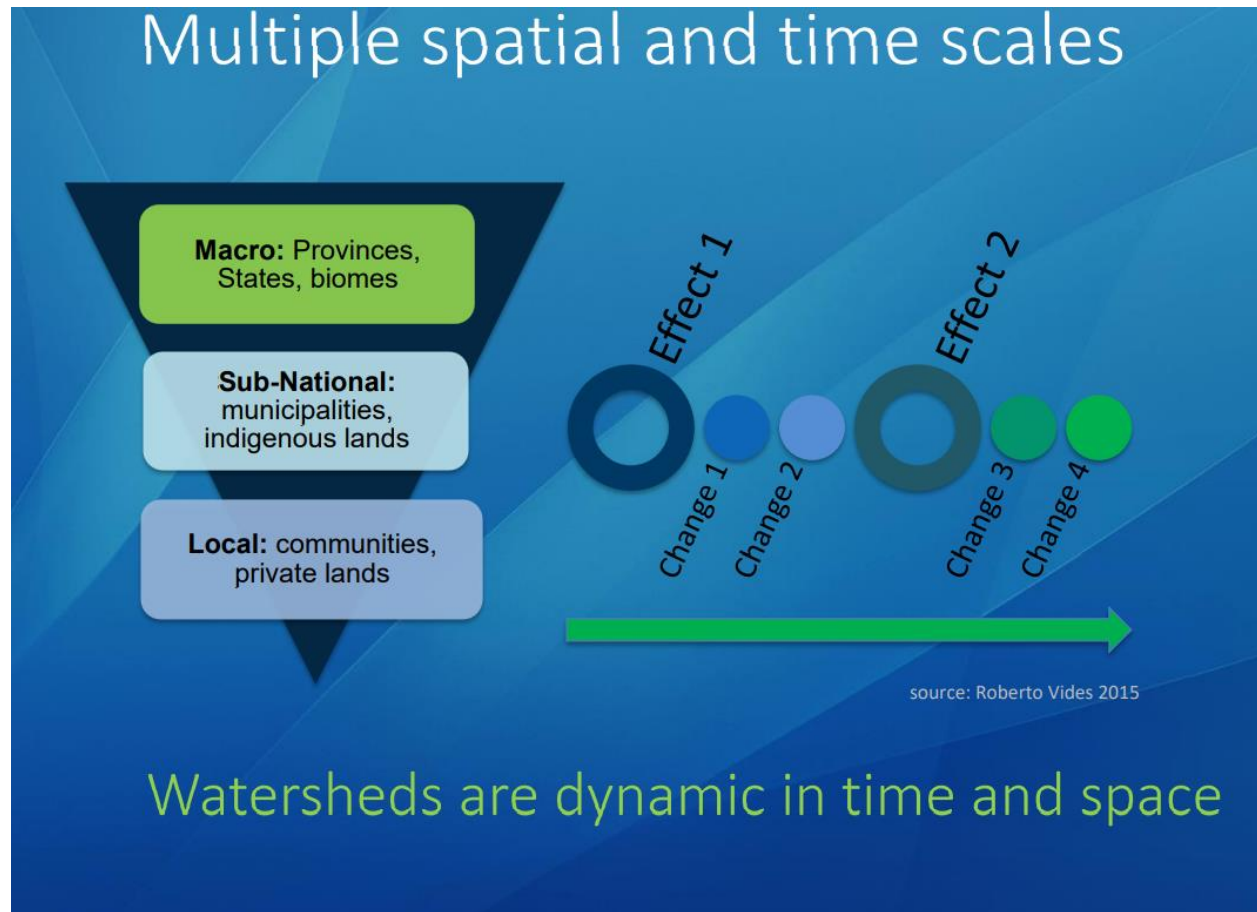 Multiple spatial and time scales
Macro: Provinces,
States, biomes
Sub-National:
municipalities,
indigenous lands
Local: communities,
private lands
Effect 1
Change 1
Change 2
Effect 2
Change 3
Change 4
source: Roberto Vides 2015
Watersheds are dynamic in time and space